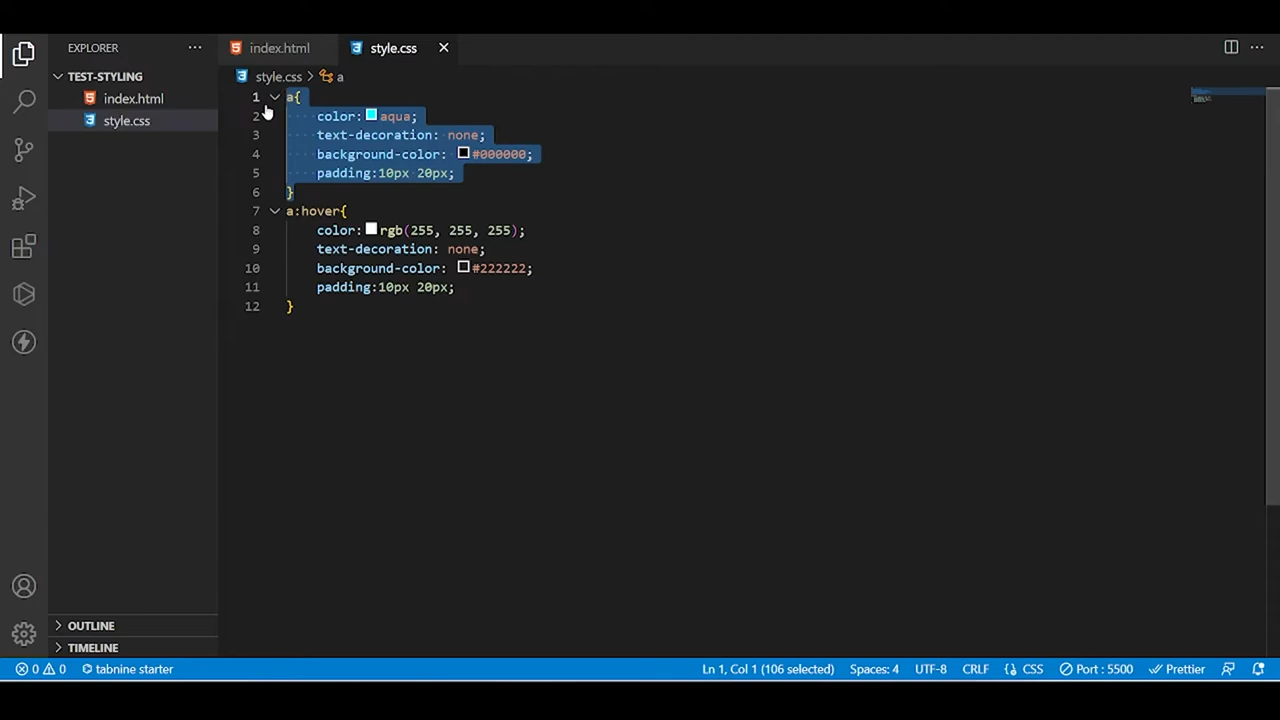 EXPLORER
index.html
style.css
TEST-STYLING
index.html
style.css
style.css > a
1 a{
2 color: aqua;
3 text-decoration: none;
4 background-color: #000000;
5 padding:10px 20px;
6 }
7 a:hover{
8 color: rgb(255, 255, 255);
9 text-decoration: none;
10 background-color: #222222;
11 padding:10px 20px;
12 }
OUTLINE
TIMELINE
0 0 tabnine starter
Ln 1, Col 1 (106 selected) Spaces: 4 UTF-8 CRLF {} CSS Port : 5500 Prettier